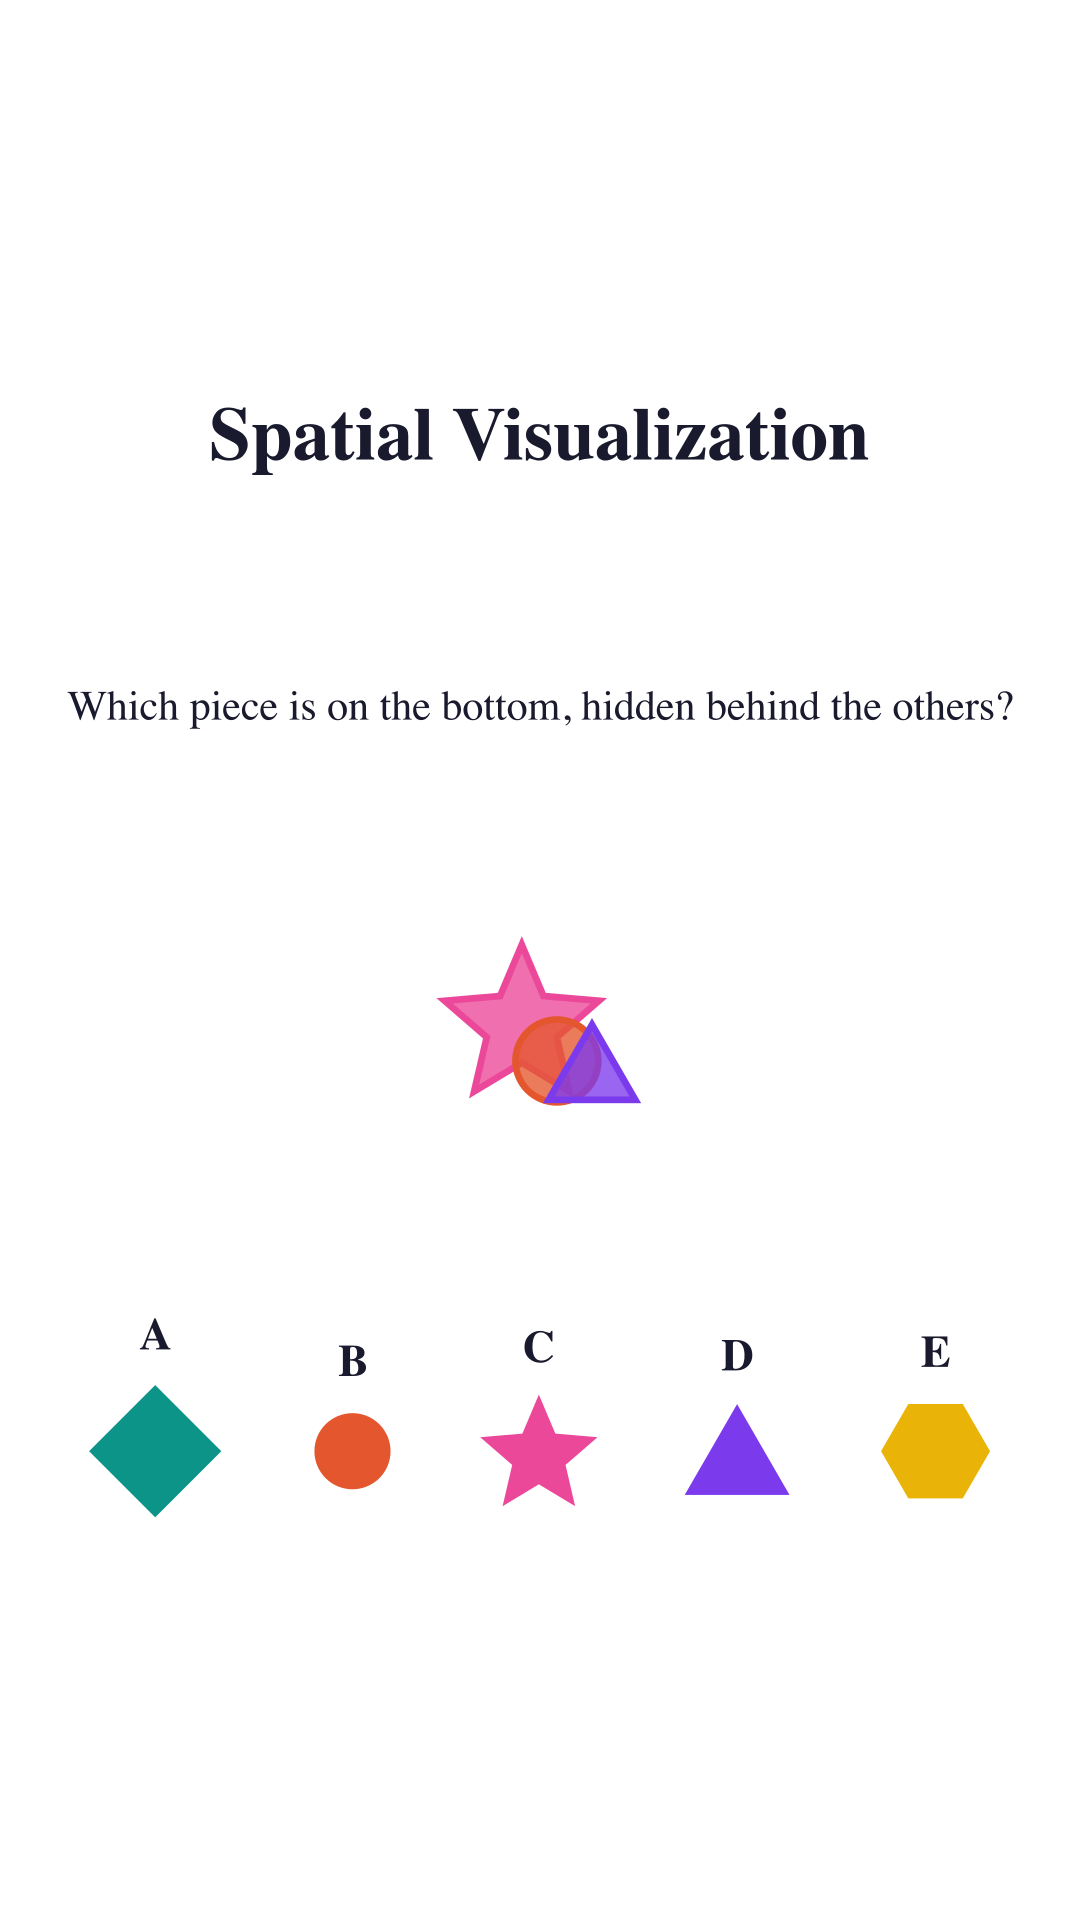 Spatial Visualization
Which piece is on the bottom, hidden behind the others?
A B C D E